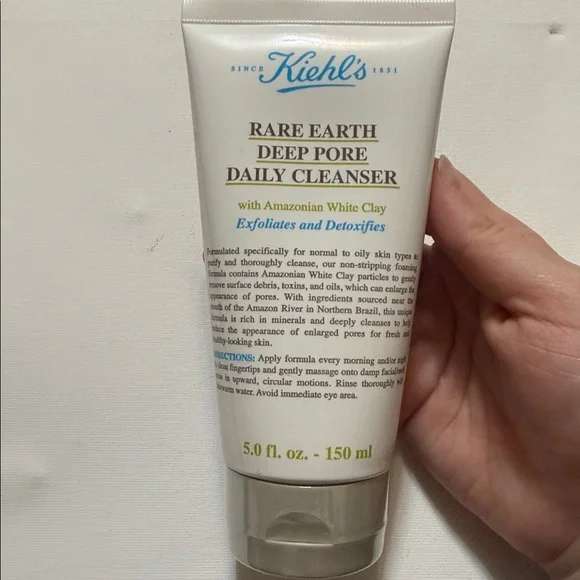 SINCE Kiehl's 1851
RARE EARTH
DEEP PORE
DAILY CLEANSER
with Amazonian White Clay
Exfoliates and Detoxifies
Formulated specifically for normal to oily skin types to
purify and thoroughly cleanse, our non-stripping foaming
formula contains Amazonian White Clay particles to gently
remove surface debris, toxins, and oils, which can enlarge the
appearance of pores. With ingredients sourced near the
mouth of the Amazon River in Northern Brazil, this unique
formula is rich in minerals and deeply cleanses to help
reduce the appearance of enlarged pores for fresh and
healthy-looking skin.
DIRECTIONS: Apply formula every morning and/or night
to clean fingertips and gently massage onto damp facial/neck
areas in upward, circular motions. Rinse thoroughly with
warm water. Avoid immediate eye area.
5.0 fl. oz. - 150 ml